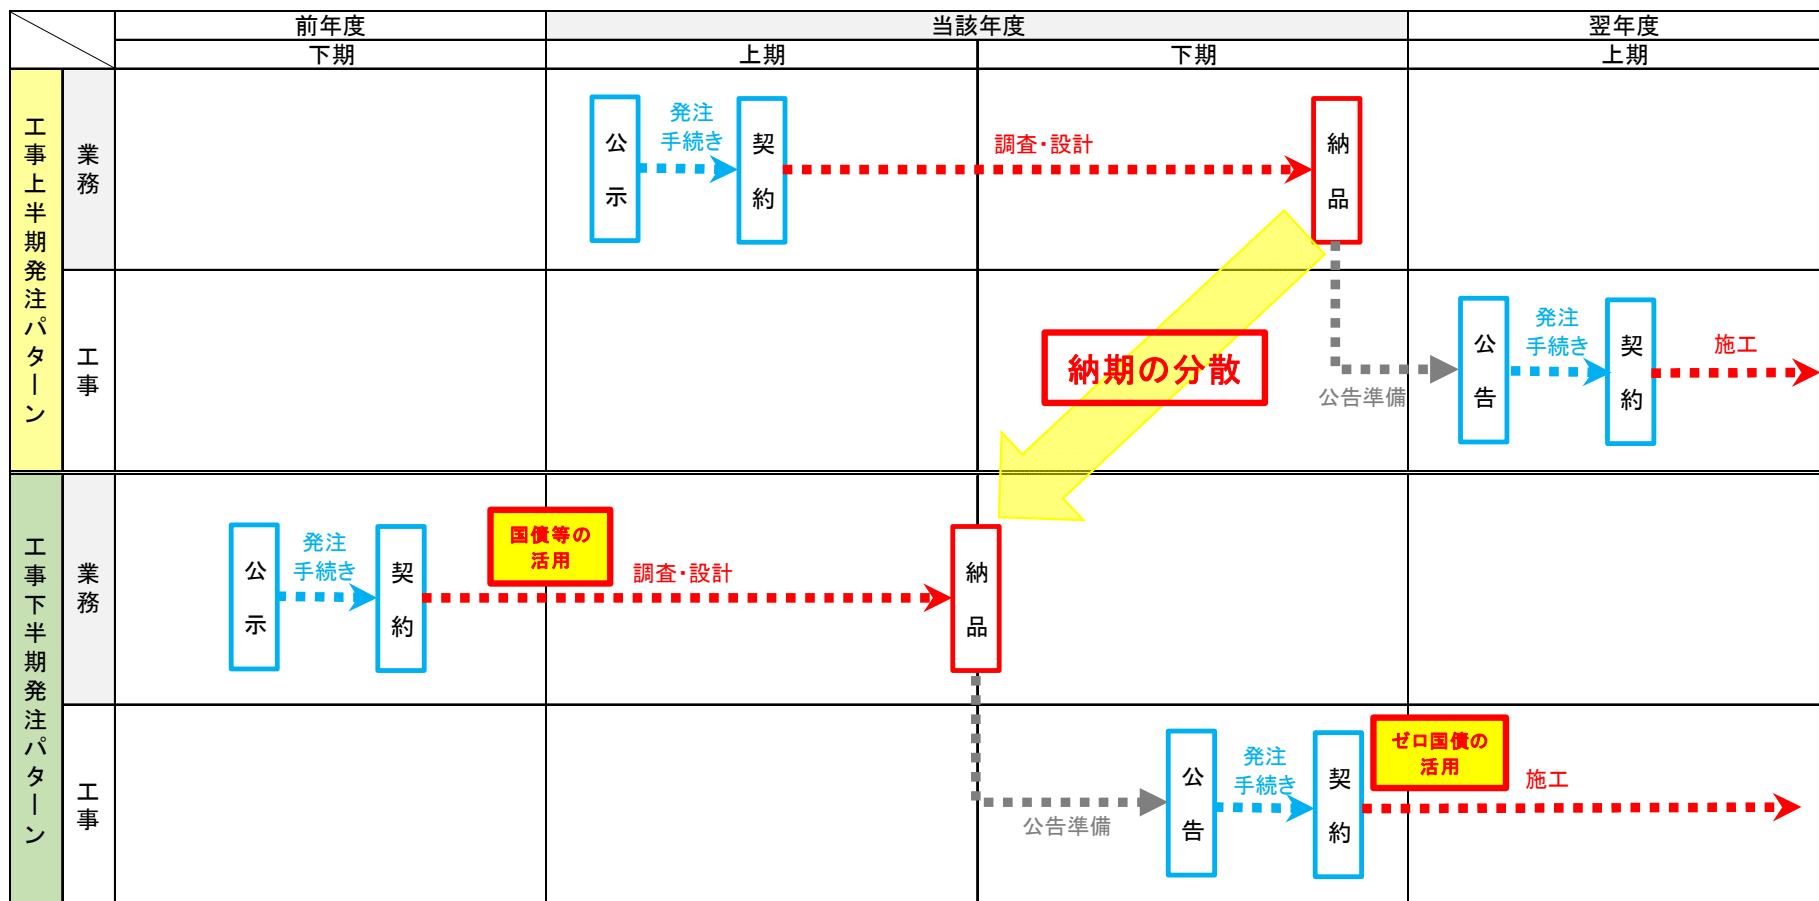 前年度
当該年度
翌年度
下期
上期
下期
上期
工事上半期発注パターン
業務
公示
発注
手続き
契約
調査・設計
納品
工事
納期の分散
公告準備
公告
発注
手続き
契約
施工
工事下半期発注パターン
業務
公示
発注
手続き
契約
国債等の
活用
調査・設計
納品
工事
公告準備
公告
発注
手続き
契約
ゼロ国債の
活用
施工